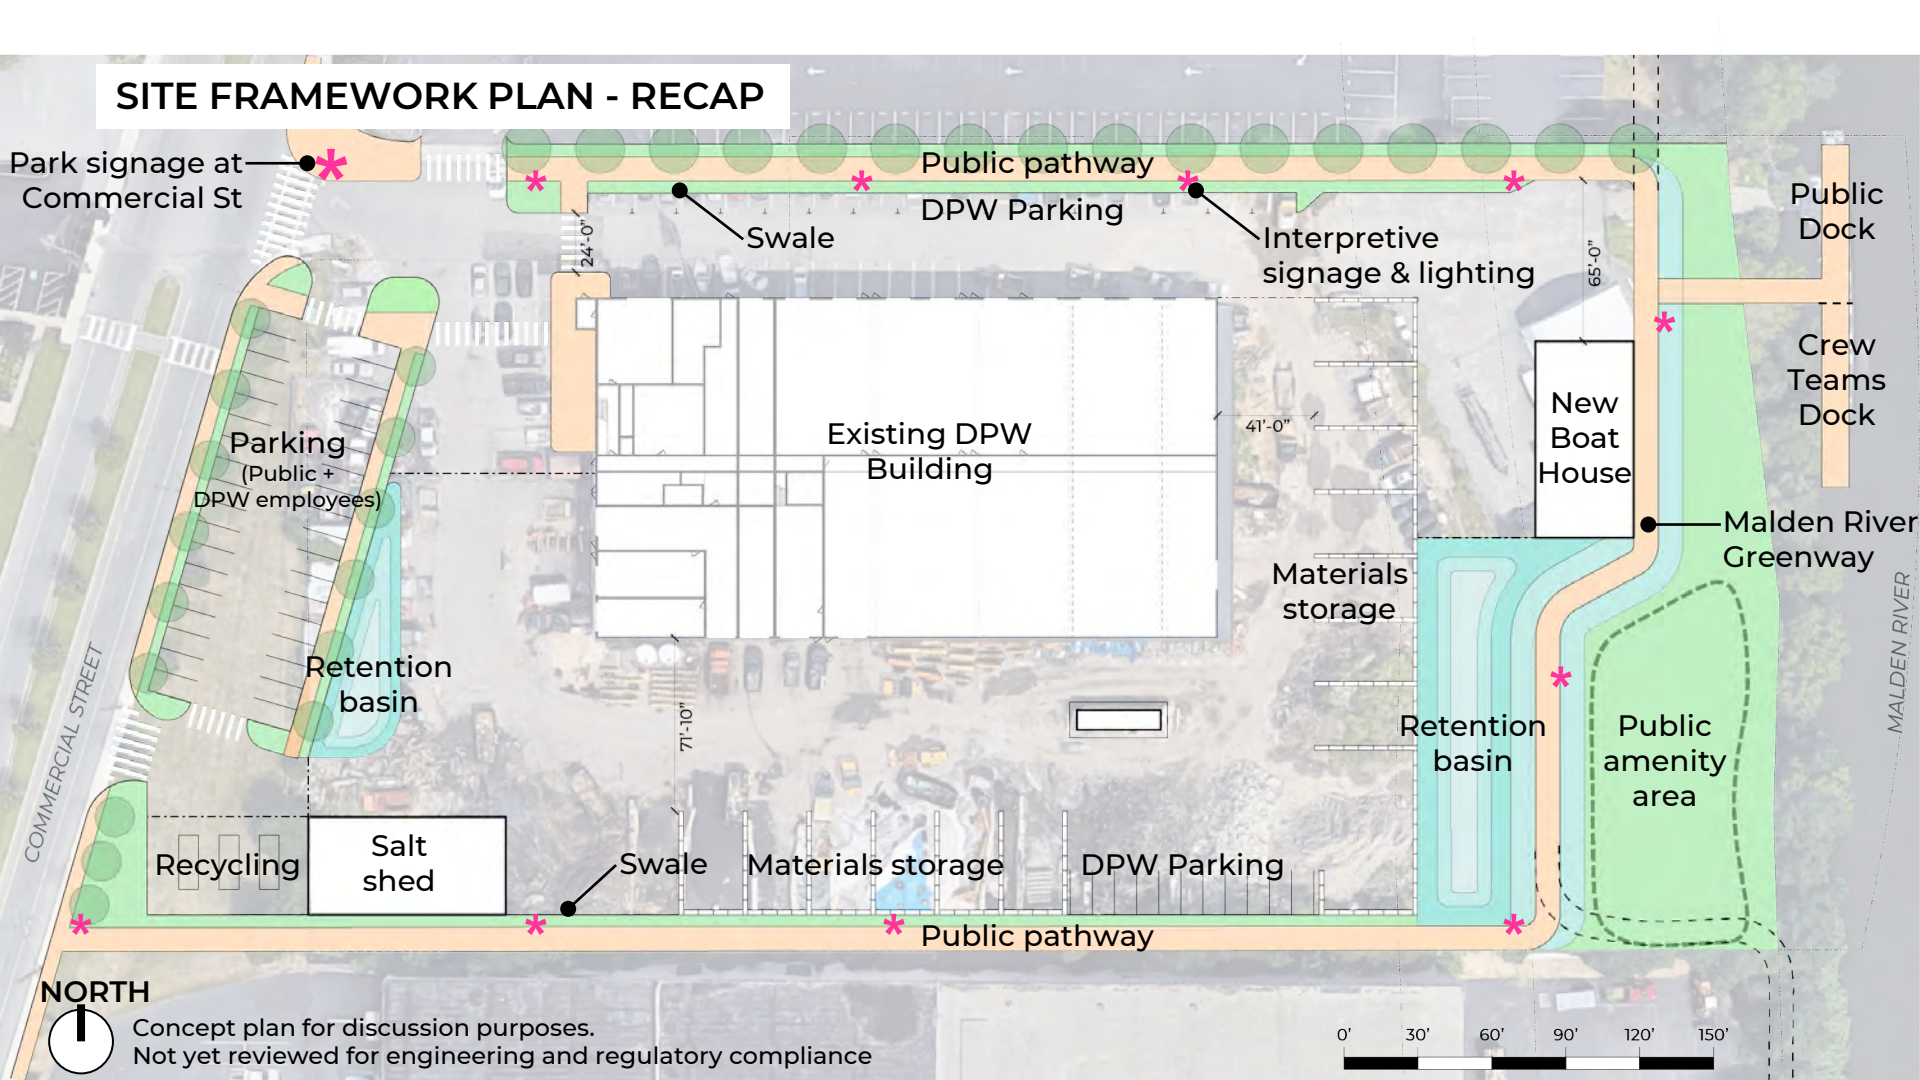 SITE FRAMEWORK PLAN - RECAP
Park signage at
Commercial St
Public pathway
DPW Parking
Swale
Interpretive
signage & lighting
24'-0"
65'-0"
Public
Dock
Crew
Teams
Dock
Parking
(Public +
DPW employees)
Existing DPW
Building
41'-0"
New
Boat
House
Malden River
Greenway
Materials
storage
Retention
basin
71'-10"
Retention
basin
Public
amenity
area
MALDEN RIVER
COMMERCIAL STREET
Recycling
Salt
shed
Swale
Materials storage
DPW Parking
Public pathway
NORTH
Concept plan for discussion purposes.
Not yet reviewed for engineering and regulatory compliance
0' 30' 60' 90' 120' 150'